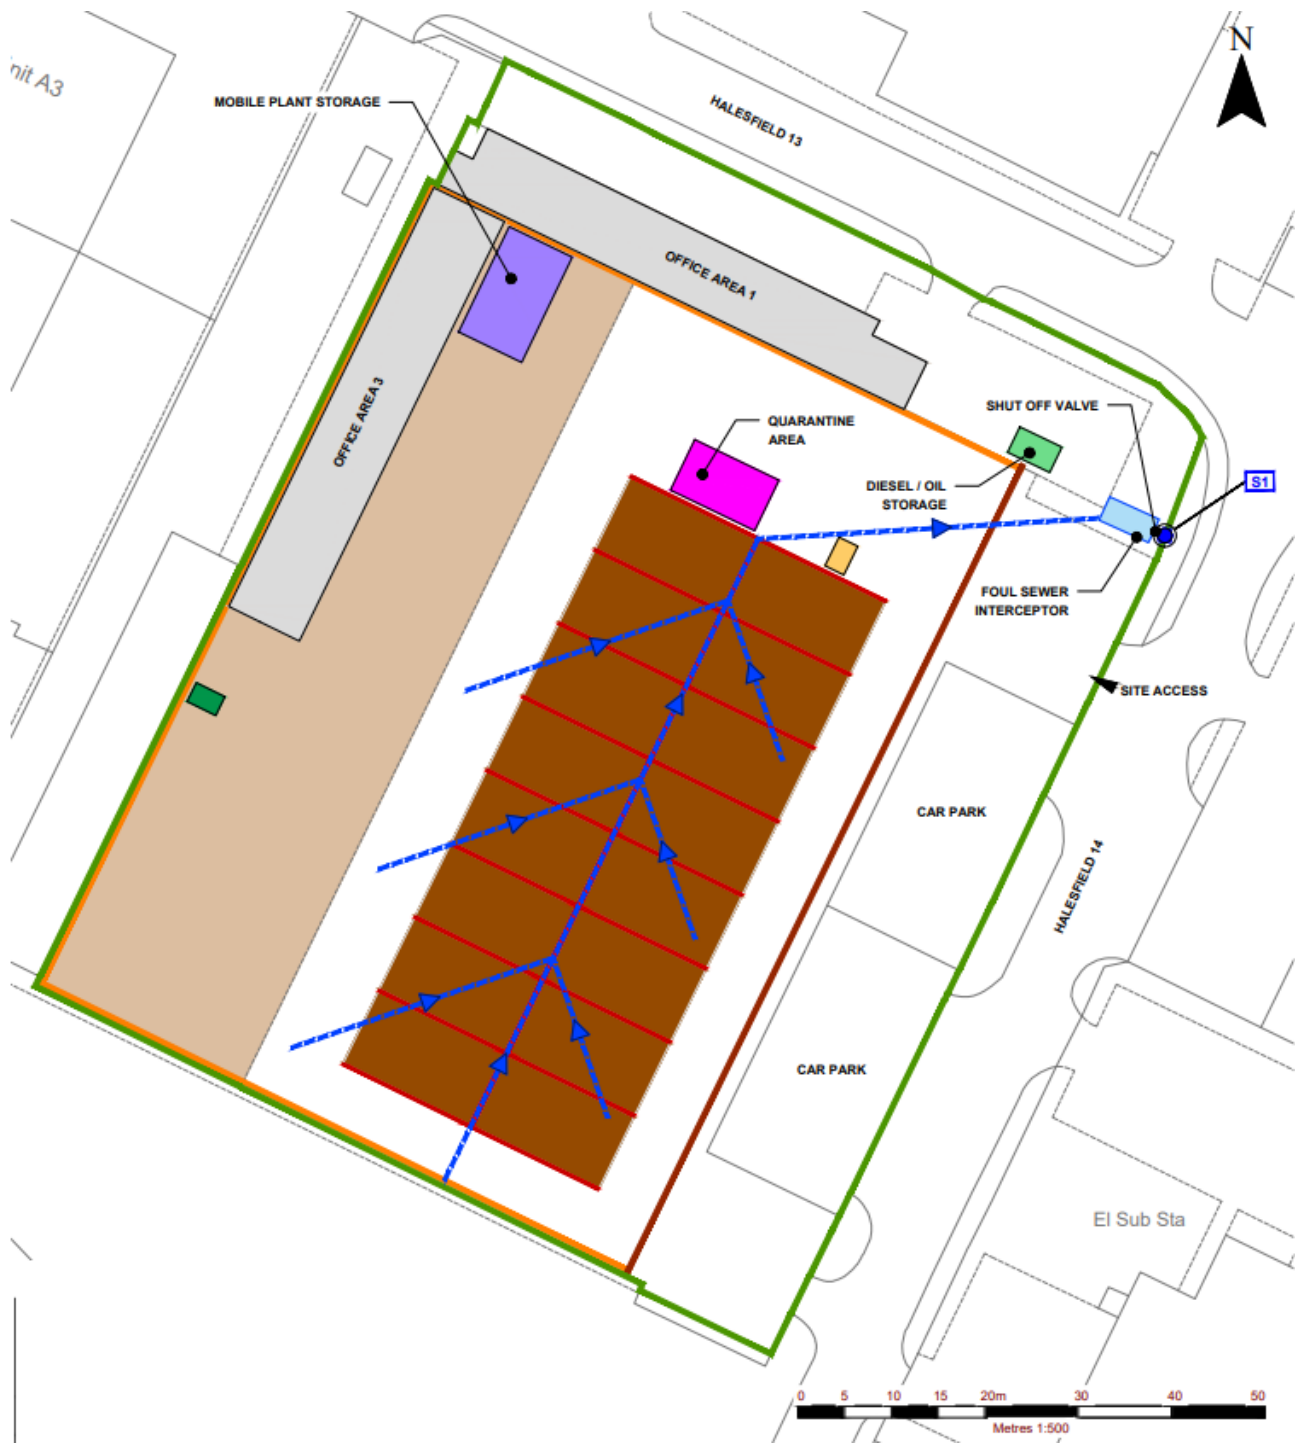 N
nit A3
MOBILE PLANT STORAGE
HALESFIELD 13
OFFICE AREA 1
OFFICE AREA 3
SHUT OFF VALVE
QUARANTINE
AREA
S1
DIESEL / OIL
STORAGE
FOUL SEWER
INTERCEPTOR
SITE ACCESS
CAR PARK
HALESFIELD 14
CAR PARK
El Sub Sta
0 5 10 15 20m 30 40 50
Metres 1:500